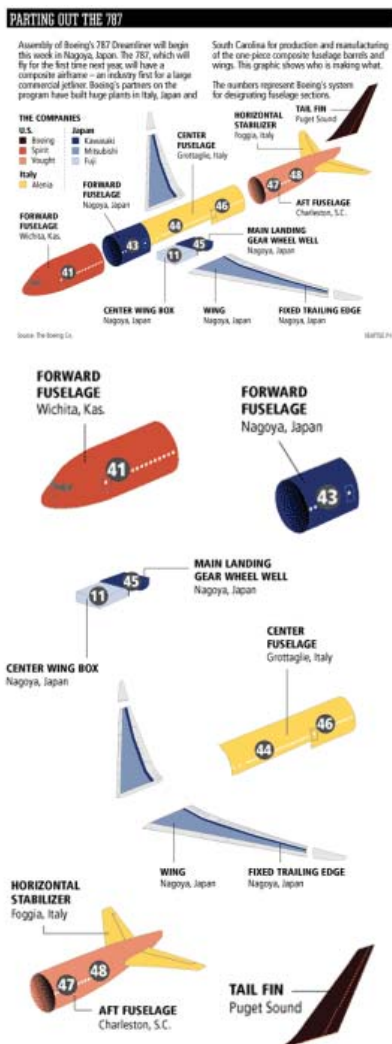 PARTING OUT THE 787
Assembly of Boeing's 787 Dreamliner will begin
this week in Nagoya, Japan. The 787, which will
fly for the first time next year, will have a
composite airframe – an industry first for a large
commercial jetliner. Boeing's partners on the
program have built huge plants in Italy, Japan and
South Carolina for production and manufacturing
of the one-piece composite fuselage barrels and
wings. This graphic shows who is making what.
The numbers represent Boeing's system
for designating fuselage sections.
THE COMPANIES
U.S.
Boeing
Spirit
Vought
Italy
Alenia
Japan
Kawasaki
Mitsubishi
Fuji
TAIL FIN
Puget Sound
HORIZONTAL
STABILIZER
Foggia, Italy
CENTER
FUSELAGE
Grottaglie, Italy
47
48
AFT FUSELAGE
Charleston, S.C.
FORWARD
FUSELAGE
Nagoya, Japan
46
44
43
FORWARD
FUSELAGE
Wichita, Kas.
41
MAIN LANDING
GEAR WHEEL WELL
Nagoya, Japan
45
11
CENTER WING BOX
Nagoya, Japan
WING
Nagoya, Japan
FIXED TRAILING EDGE
Nagoya, Japan
Source: The Boeing Co.
SEATTLE P-I
FORWARD
FUSELAGE
Wichita, Kas.
41
FORWARD
FUSELAGE
Nagoya, Japan
43
MAIN LANDING
GEAR WHEEL WELL
Nagoya, Japan
45
11
CENTER WING BOX
Nagoya, Japan
CENTER
FUSELAGE
Grottaglie, Italy
46
44
WING
Nagoya, Japan
FIXED TRAILING EDGE
Nagoya, Japan
HORIZONTAL
STABILIZER
Foggia, Italy
47
48
AFT FUSELAGE
Charleston, S.C.
TAIL FIN
Puget Sound